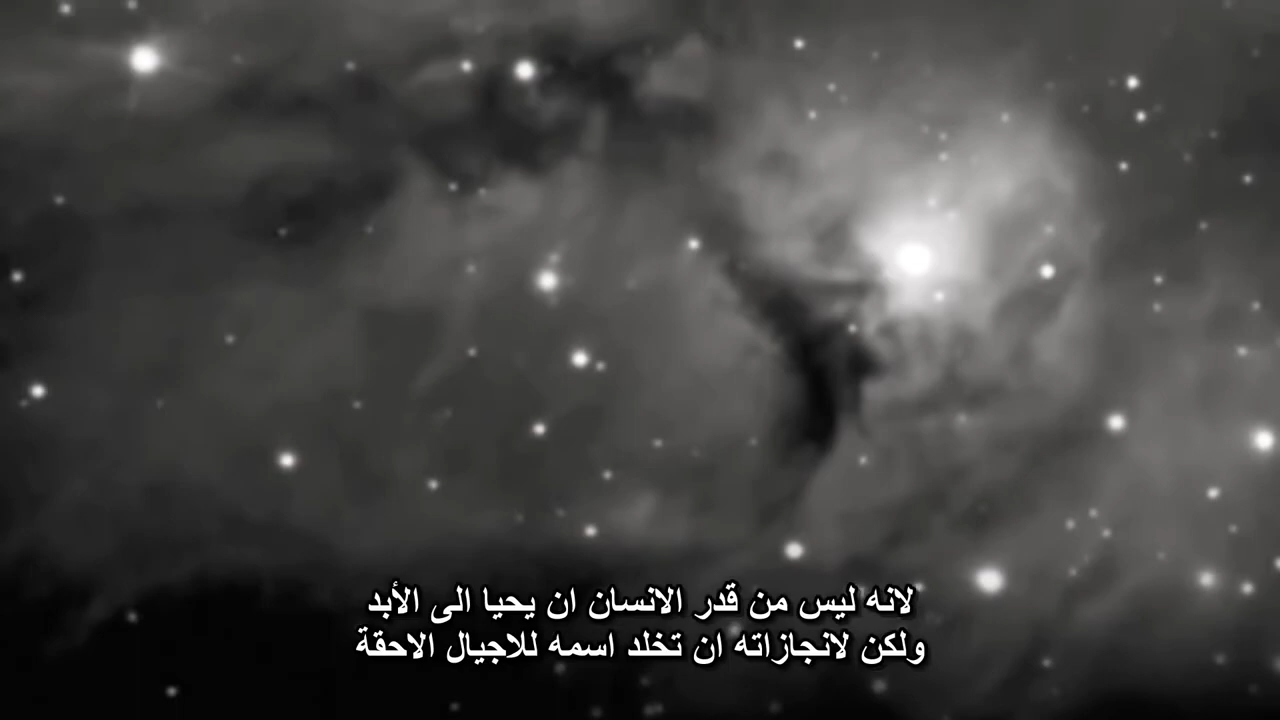 لانه ليس من قدر الانسان ان يحيا الى الأبد
ولكن لانجازاته ان تخلد اسمه للاجيال الاحقة